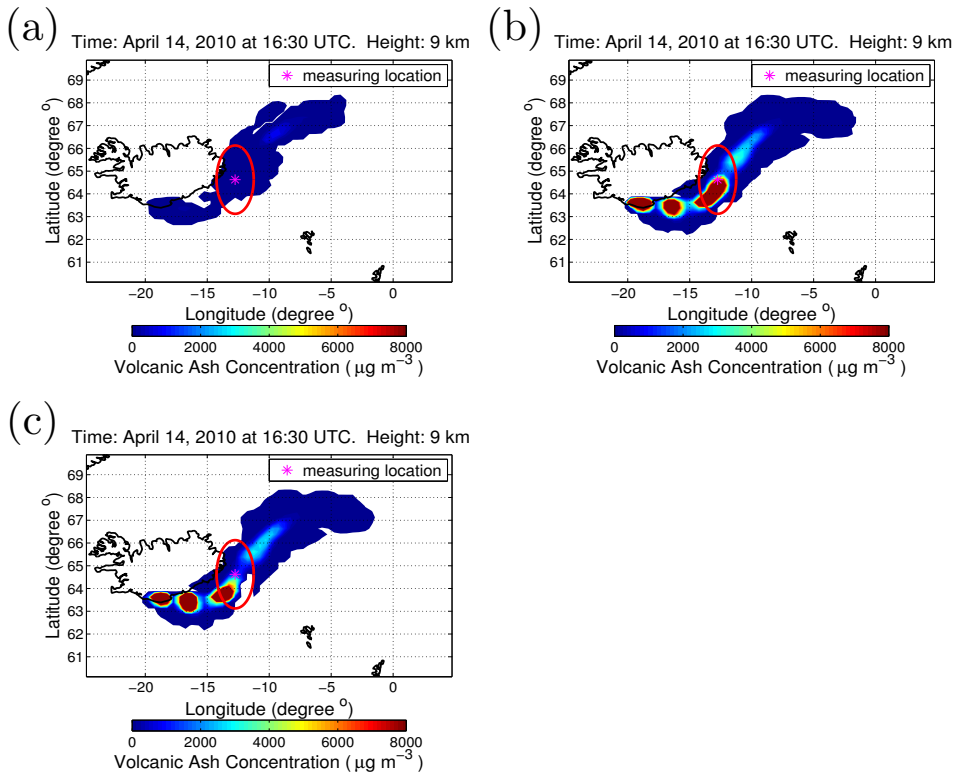 (a)
Time: April 14, 2010 at 16:30 UTC.  Height: 9 km
measuring location
69
68
67
66
65
64
63
62
61
Latitude (degree °)
−20 −15 −10 −5 0
Longitude (degree °)
0 2000 4000 6000 8000
Volcanic Ash Concentration ( μg m⁻³)
(b)
Time: April 14, 2010 at 16:30 UTC.  Height: 9 km
measuring location
69
68
67
66
65
64
63
62
61
Latitude (degree °)
−20 −15 −10 −5 0
Longitude (degree °)
0 2000 4000 6000 8000
Volcanic Ash Concentration ( μg m⁻³)
(c)
Time: April 14, 2010 at 16:30 UTC.  Height: 9 km
measuring location
69
68
67
66
65
64
63
62
61
Latitude (degree °)
−20 −15 −10 −5 0
Longitude (degree °)
0 2000 4000 6000 8000
Volcanic Ash Concentration ( μg m⁻³)